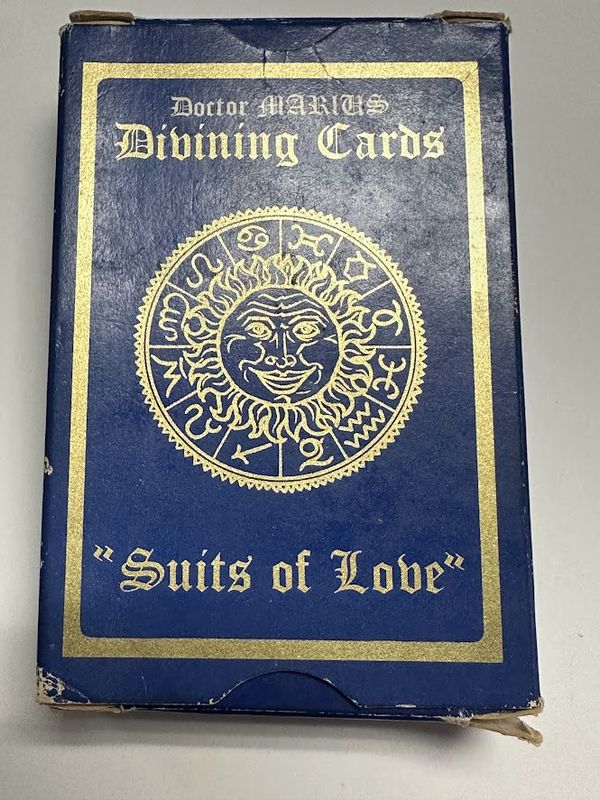 Doctor MARIUS
Divining Cards
"Suits of Love"